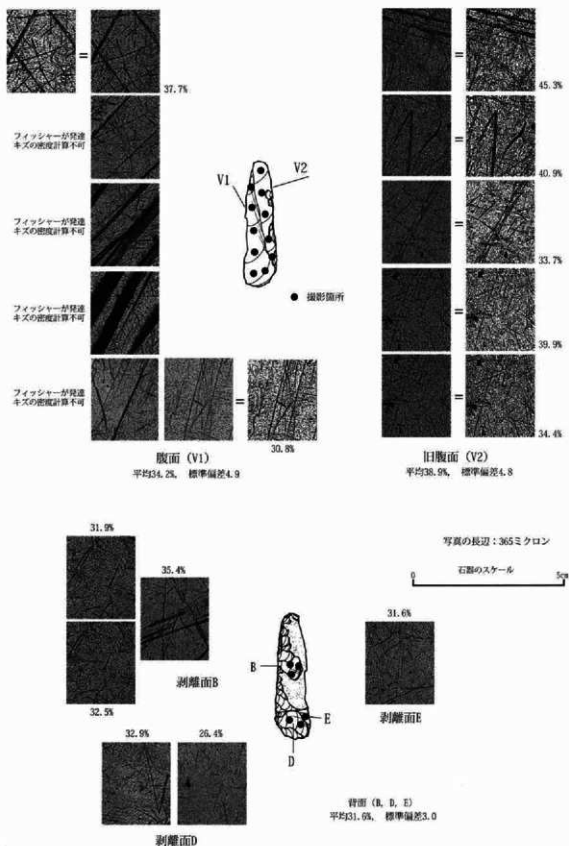 =
37.7%
フィッシャーが発達
キズの密度計算不可
フィッシャーが発達
キズの密度計算不可
フィッシャーが発達
キズの密度計算不可
フィッシャーが発達
キズの密度計算不可
=
30.8%
腹面 (V1)
平均34.2%, 標準偏差4.9
V1
V2
● 撮影箇所
=
45.3%
=
40.9%
=
33.7%
=
39.9%
=
34.4%
旧腹面 (V2)
平均38.9%, 標準偏差4.8
写真の長辺：365ミクロン
石器のスケール
0
5cm
31.9%
35.4%
32.5%
剥離面B
B
E
D
31.6%
剥離面E
32.9%
26.4%
剥離面D
背面 (B, D, E)
平均31.6%, 標準偏差3.0